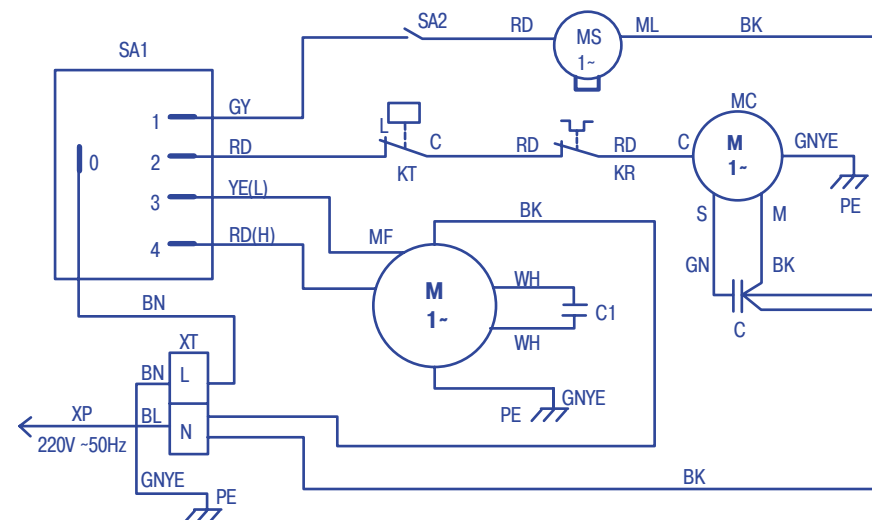 SA2 RD MS 1~ ML BK
SA1
1 GY
MC
0 2 RD L C KT RD RD KR C M 1~ GNYE
PE
3 YE(L)
MF BK
S M
4 RD(H)
GN BK
M 1~ WH C1
WH
C
BN
XT
BN L
PE GNYE
XP BL N
220V ~50Hz
GNYE
BK
PE